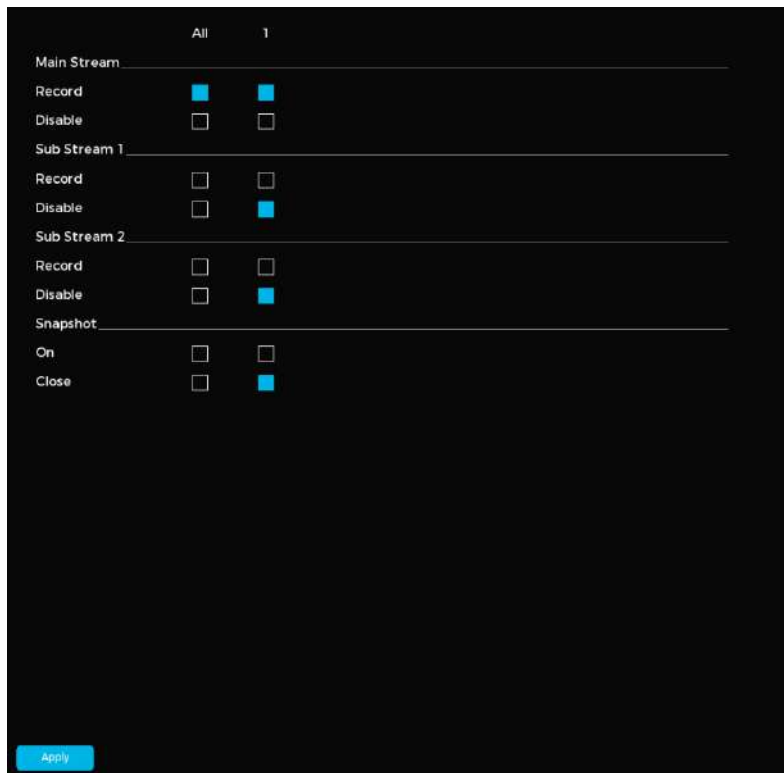 All 1
Main Stream
Record
Disable
Sub Stream 1
Record
Disable
Sub Stream 2
Record
Disable
Snapshot
On
Close
Apply